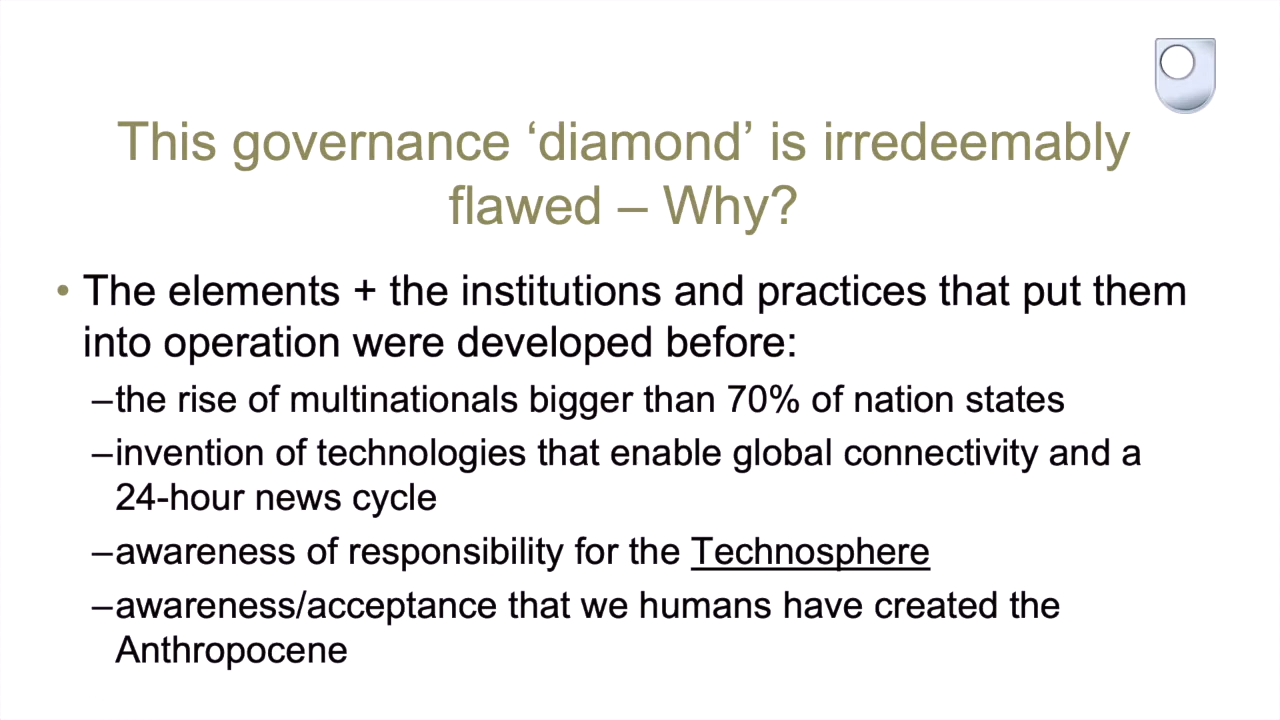 This governance ‘diamond’ is irredeemably
flawed – Why?
• The elements + the institutions and practices that put them
into operation were developed before:
–the rise of multinationals bigger than 70% of nation states
–invention of technologies that enable global connectivity and a
24-hour news cycle
–awareness of responsibility for the Technosphere
–awareness/acceptance that we humans have created the
Anthropocene